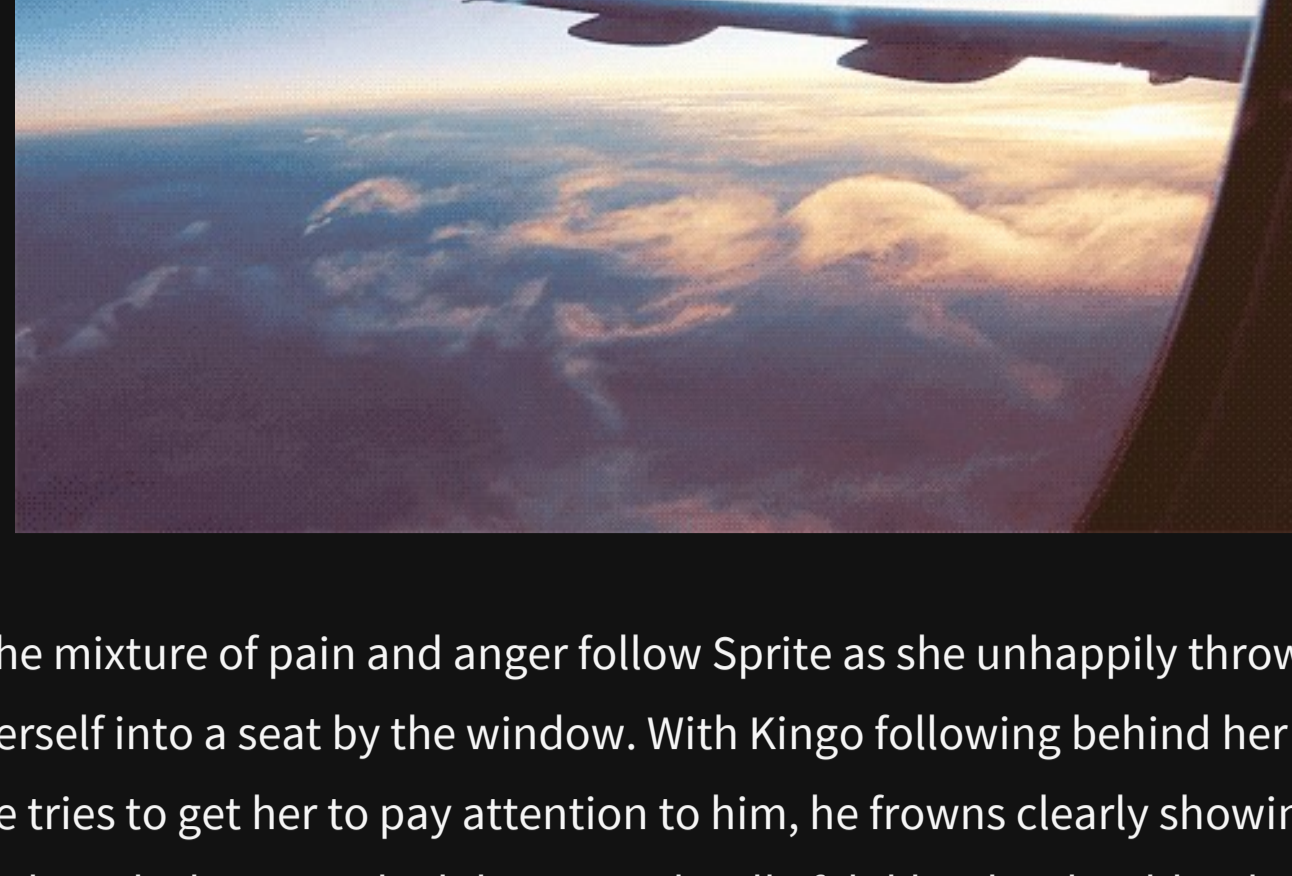 he mixture of pain and anger follow Sprite as she unhappily throw
erself into a seat by the window. With Kingo following behind her
e tries to get her to pay attention to him, he frowns clearly showin